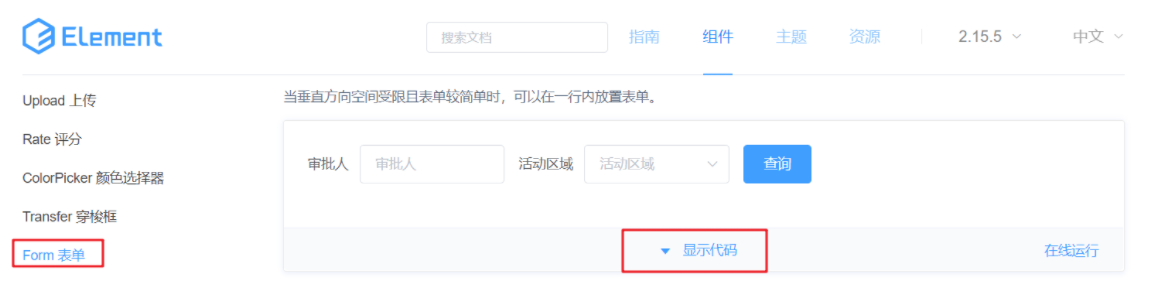 Element
搜索文档 指南 组件 主题 资源 2.15.5 中文
Upload 上传
当垂直方向空间受限且表单较简单时，可以在一行内放置表单。
Rate 评分
审批人 审批人 活动区域 活动区域 查询
ColorPicker 颜色选择器
Transfer 穿梭框
Form 表单
显示代码 在线运行